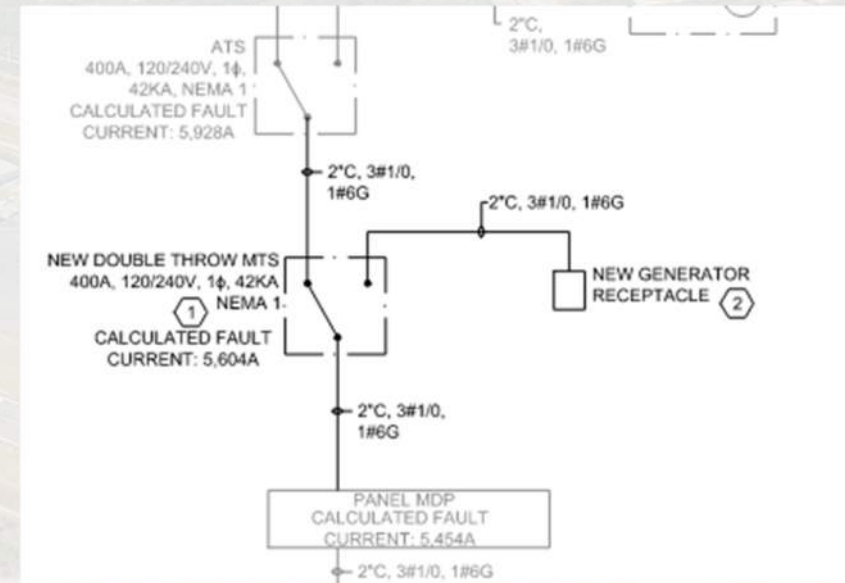 ATS
400A, 120/240V, 1ϕ,
42KA, NEMA 1
CALCULATED FAULT
CURRENT: 5,928A
2"C,
3#1/0, 1#6G
2"C, 3#1/0,
1#6G
2"C, 3#1/0, 1#6G
NEW DOUBLE THROW MTS
400A, 120/240V, 1ϕ, 42KA
NEMA 1
1
CALCULATED FAULT
CURRENT: 5,604A
NEW GENERATOR
RECEPTACLE
2
2"C, 3#1/0,
1#6G
PANEL MDP
CALCULATED FAULT
CURRENT: 5,454A
2"C, 3#1/0, 1#6G